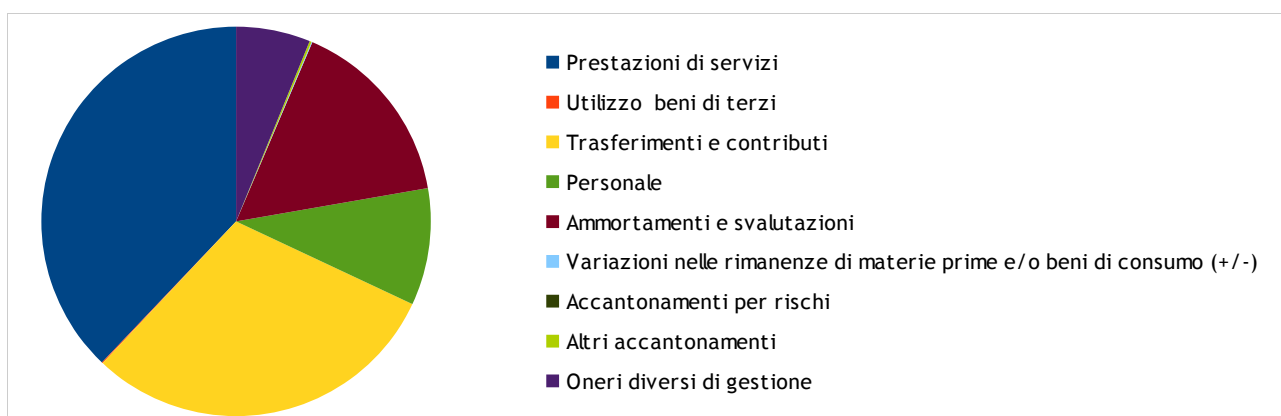 Prestazioni di servizi
Utilizzo beni di terzi
Trasferimenti e contributi
Personale
Ammortamenti e svalutazioni
Variazioni nelle rimanenze di materie prime e/o beni di consumo (+/-)
Accantonamenti per rischi
Altri accantonamenti
Oneri diversi di gestione